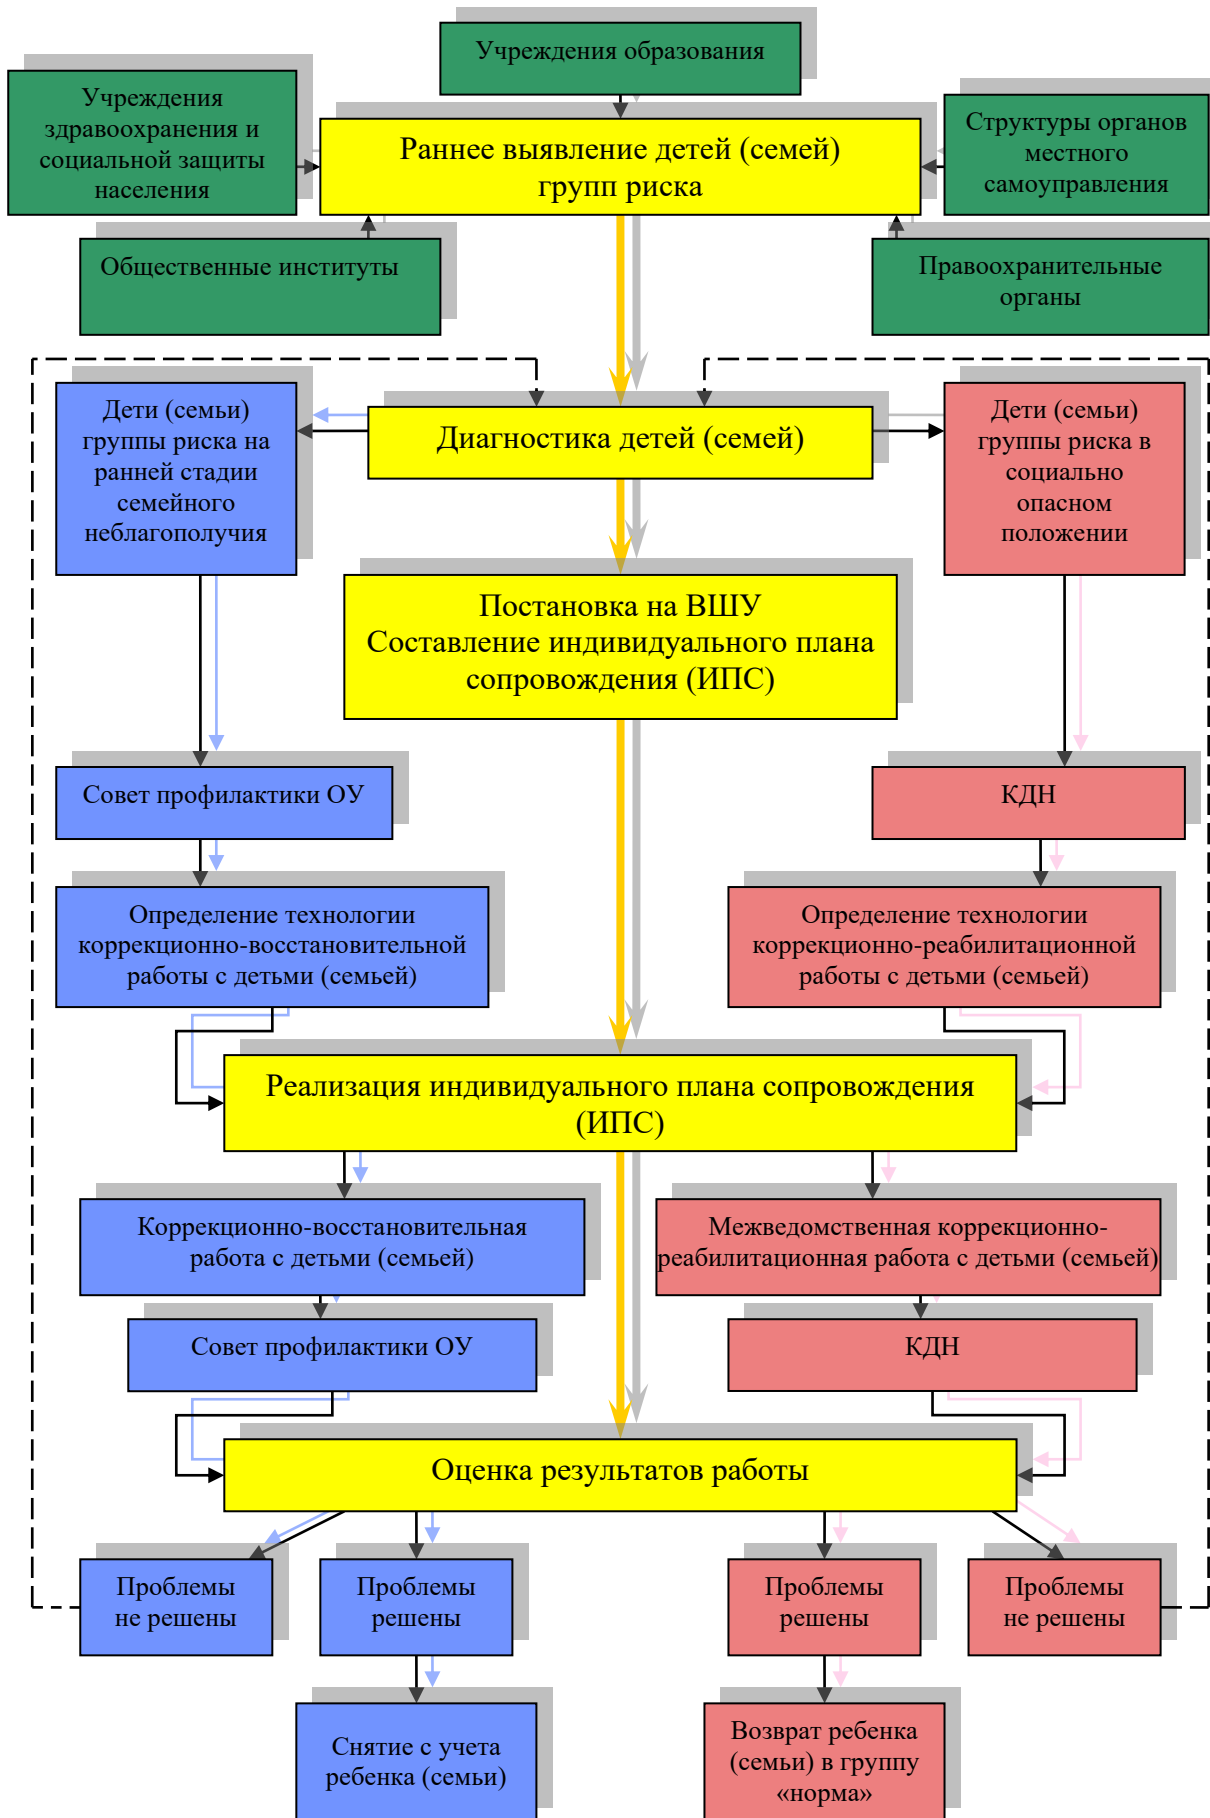 Учреждения образования
Учреждения
здравоохранения и
социальной защиты
населения
Раннее выявление детей (семей)
групп риска
Структуры органов
местного
самоуправления
Общественные институты
Правоохранительные
органы
Дети (семьи)
группы риска на
ранней стадии
семейного
неблагополучия
Диагностика детей (семей)
Дети (семьи)
группы риска в
социально
опасном
положении
Постановка на ВШУ
Составление индивидуального плана
сопровождения (ИПС)
Совет профилактики ОУ
КДН
Определение технологии
коррекционно-восстановительной
работы с детьми (семьей)
Определение технологии
коррекционно-реабилитационной
работы с детьми (семьей)
Реализация индивидуального плана сопровождения
(ИПС)
Коррекционно-восстановительная
работа с детьми (семьей)
Межведомственная коррекционно-
реабилитационная работа с детьми (семьей)
Совет профилактики ОУ
КДН
Оценка результатов работы
Проблемы
не решены
Проблемы
решены
Проблемы
решены
Проблемы
не решены
Снятие с учета
ребенка (семьи)
Возврат ребенка
(семьи) в группу
«норма»